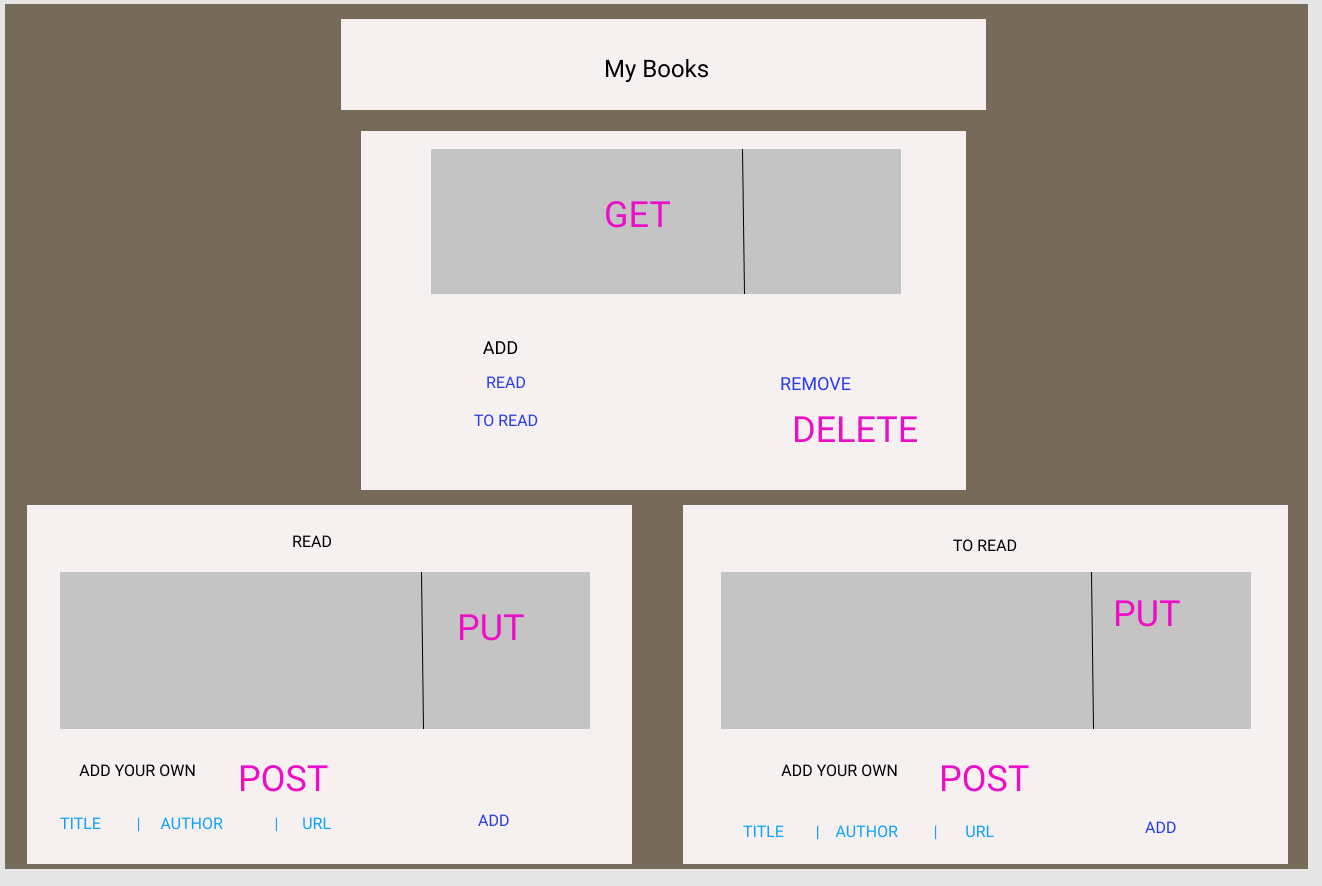 My Books
GET
ADD
READ
REMOVE
TO READ
DELETE
READ
PUT
ADD YOUR OWN POST
TITLE | AUTHOR | URL ADD
TO READ
PUT
ADD YOUR OWN POST
TITLE | AUTHOR | URL ADD